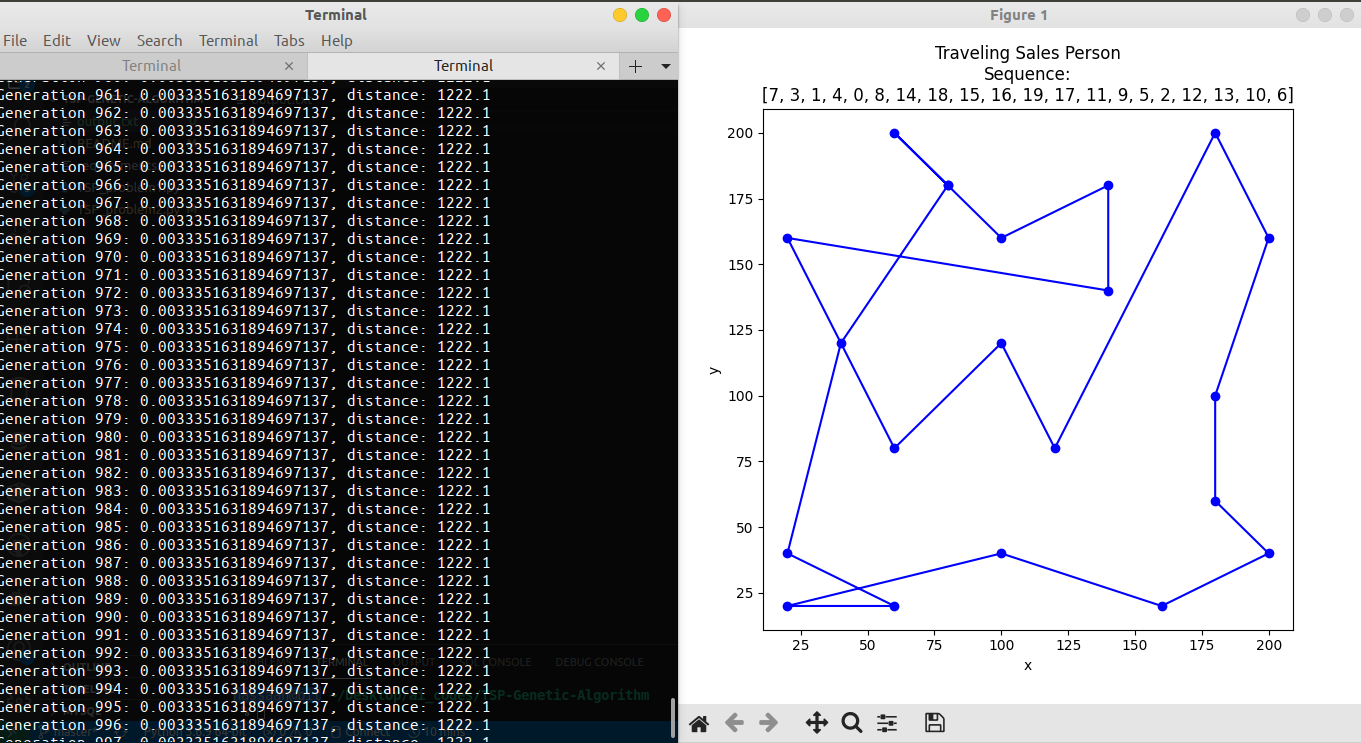 Terminal
File Edit View Search Terminal Tabs Help
Terminal × Terminal ×
Generation 961: 0.0033351631894697137, distance: 1222.1
Generation 962: 0.0033351631894697137, distance: 1222.1
Generation 963: 0.0033351631894697137, distance: 1222.1
Generation 964: 0.0033351631894697137, distance: 1222.1
Generation 965: 0.0033351631894697137, distance: 1222.1
Generation 966: 0.0033351631894697137, distance: 1222.1
Generation 967: 0.0033351631894697137, distance: 1222.1
Generation 968: 0.0033351631894697137, distance: 1222.1
Generation 969: 0.0033351631894697137, distance: 1222.1
Generation 970: 0.0033351631894697137, distance: 1222.1
Generation 971: 0.0033351631894697137, distance: 1222.1
Generation 972: 0.0033351631894697137, distance: 1222.1
Generation 973: 0.0033351631894697137, distance: 1222.1
Generation 974: 0.0033351631894697137, distance: 1222.1
Generation 975: 0.0033351631894697137, distance: 1222.1
Generation 976: 0.0033351631894697137, distance: 1222.1
Generation 977: 0.0033351631894697137, distance: 1222.1
Generation 978: 0.0033351631894697137, distance: 1222.1
Generation 979: 0.0033351631894697137, distance: 1222.1
Generation 980: 0.0033351631894697137, distance: 1222.1
Generation 981: 0.0033351631894697137, distance: 1222.1
Generation 982: 0.0033351631894697137, distance: 1222.1
Generation 983: 0.0033351631894697137, distance: 1222.1
Generation 984: 0.0033351631894697137, distance: 1222.1
Generation 985: 0.0033351631894697137, distance: 1222.1
Generation 986: 0.0033351631894697137, distance: 1222.1
Generation 987: 0.0033351631894697137, distance: 1222.1
Generation 988: 0.0033351631894697137, distance: 1222.1
Generation 989: 0.0033351631894697137, distance: 1222.1
Generation 990: 0.0033351631894697137, distance: 1222.1
Generation 991: 0.0033351631894697137, distance: 1222.1
Generation 992: 0.0033351631894697137, distance: 1222.1
Generation 993: 0.0033351631894697137, distance: 1222.1
Generation 994: 0.0033351631894697137, distance: 1222.1
Generation 995: 0.0033351631894697137, distance: 1222.1
Generation 996: 0.0033351631894697137, distance: 1222.1
OUTPUT
DEBUG CONSOLE
TSP-Genetic-Algorithm
Figure 1
Traveling Sales Person
Sequence:
[7, 3, 1, 4, 0, 8, 14, 18, 15, 16, 19, 17, 11, 9, 5, 2, 12, 13, 10, 6]
200
175
150
125
100
75
50
25
y
25 50 75 100 125 150 175 200
x